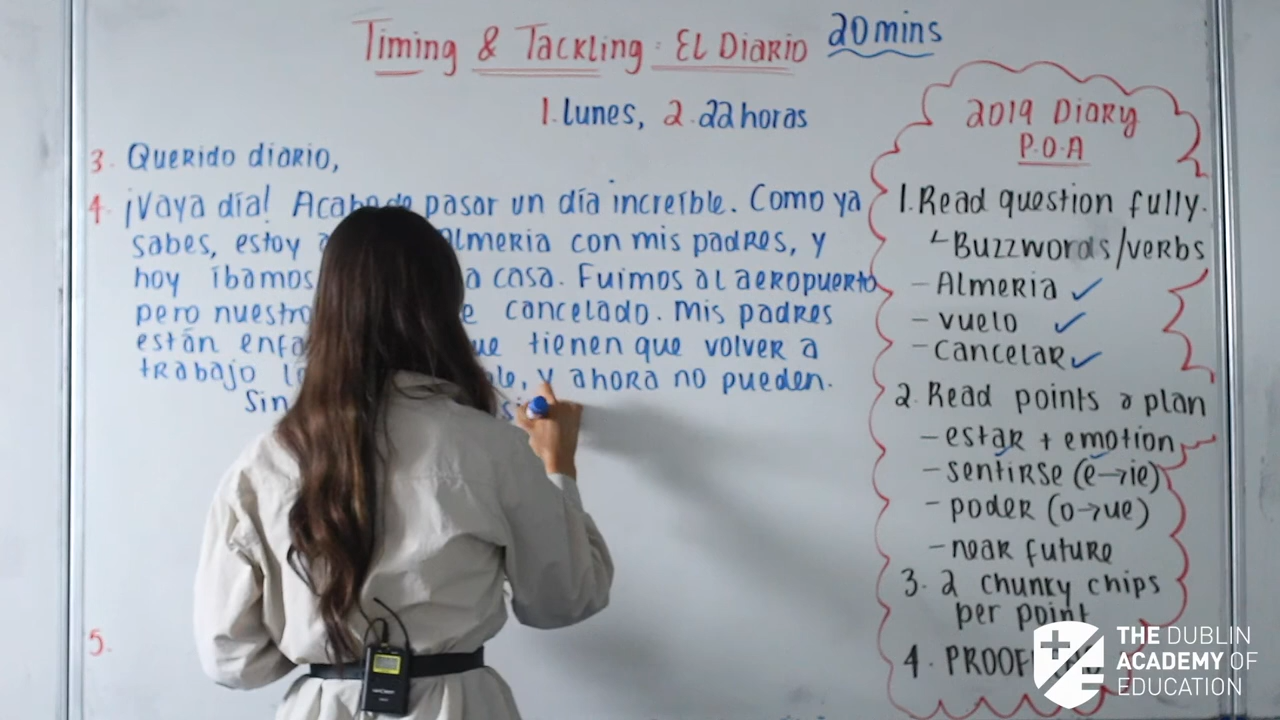 Timing & Tackling: El Diario 20mins
1. lunes, 2. 22 horas
3. Querido diario,
4. ¡Vaya día! Acabo de pasar un día increíble. Como ya
sabes, estoy Almeria con mis padres, y
hoy íbamos a casa. Fuimos al aeropuerto
pero nuestro cancelado. Mis padres
están tienen que volver a
trabajo y ahora no pueden.
Sin
5.
2019 Diary
P.O.A
1. Read question fully.
Buzzwords/verbs
- Almeria ✓
- vuelo ✓
- cancelar ✓
2. Read points & plan
- estar + emotion
- sentirse (e→ie)
- poder (o→ue)
- near future
3. 2 chunky chips
per point
4.
THE DUBLIN
ACADEMY OF
EDUCATION